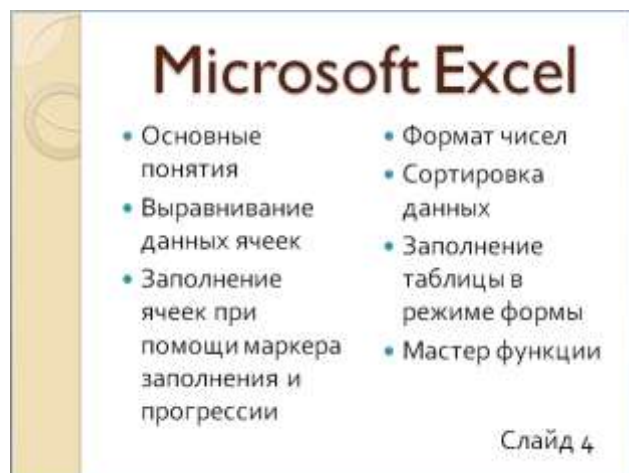 Microsoft Excel
• Основные
понятия
• Выравнивание
данных ячеек
• Заполнение
ячеек при
помощи маркера
заполнения и
прогрессии
• Формат чисел
• Сортировка
данных
• Заполнение
таблицы в
режиме формы
• Мастер функции
Слайд 4